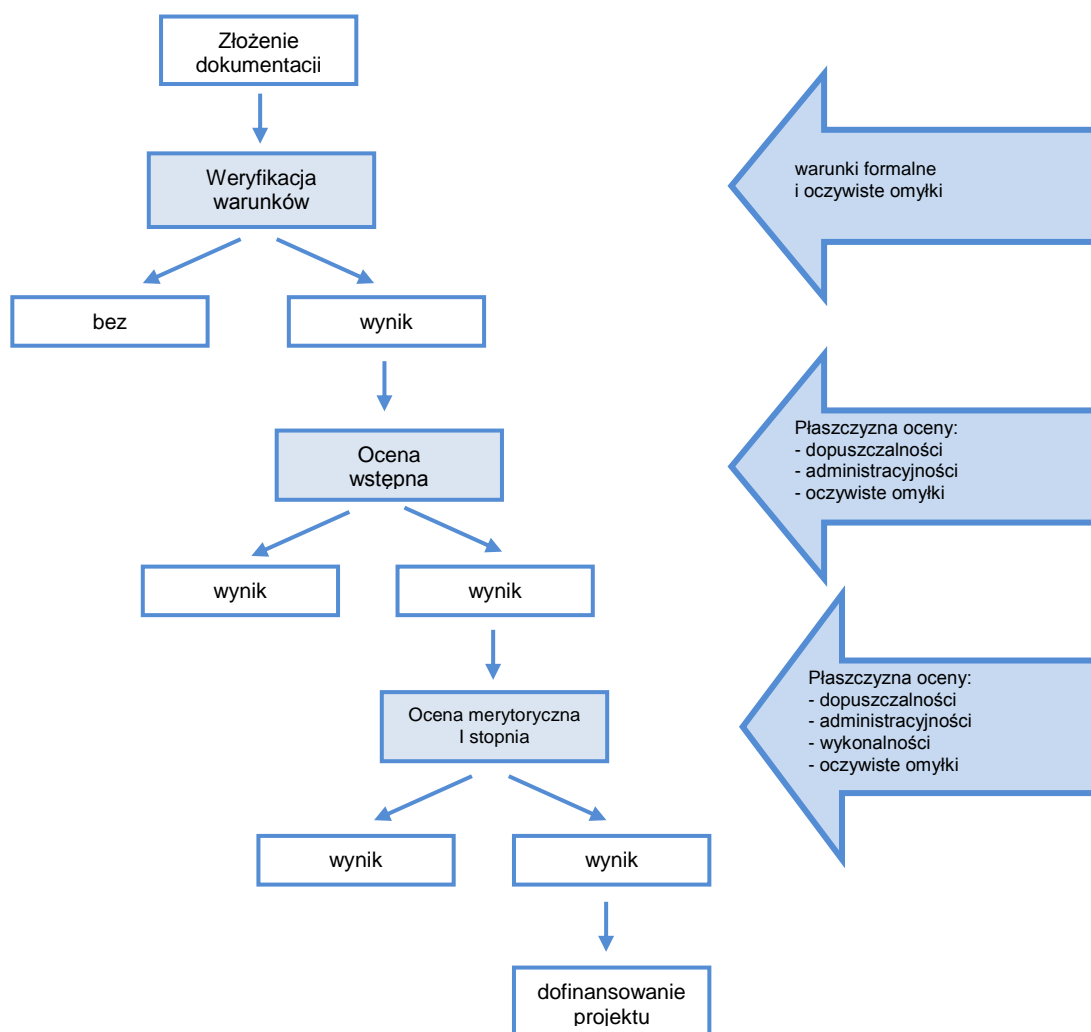 Złożenie
dokumentacji
Weryfikacja
warunków
warunki formalne
i oczywiste omyłki
bez
wynik
Ocena
wstępna
Płaszczyzna oceny:
- dopuszczalności
- administracyjności
- oczywiste omyłki
wynik
wynik
Ocena merytoryczna
I stopnia
Płaszczyzna oceny:
- dopuszczalności
- administracyjności
- wykonalności
- oczywiste omyłki
wynik
wynik
dofinansowanie
projektu